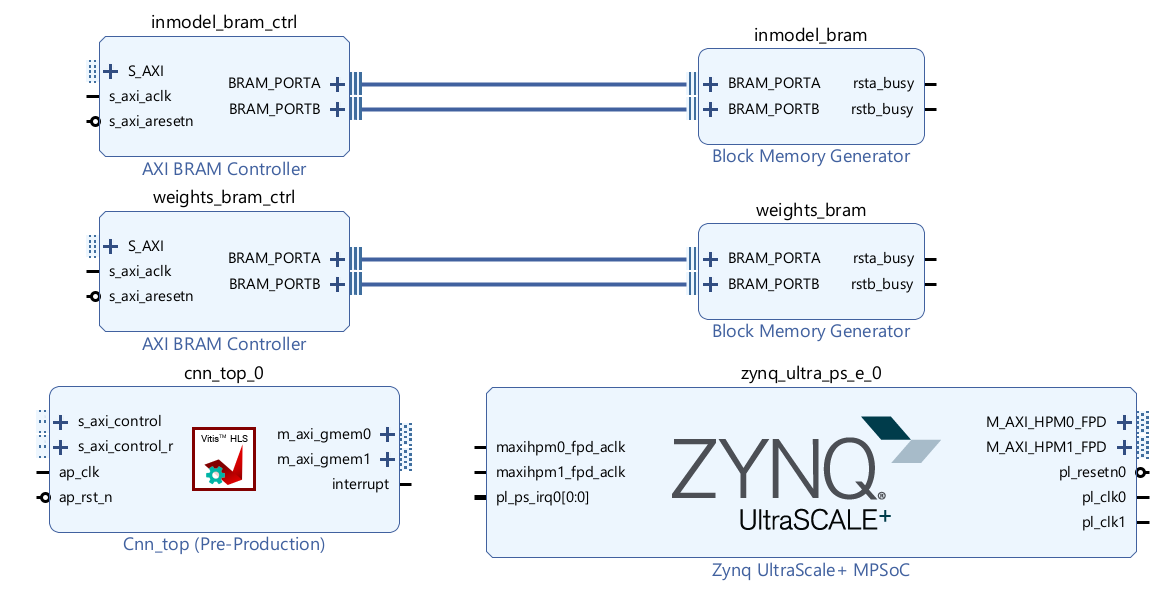 inmodel_bram_ctrl
S_AXI
s_axi_aclk
s_axi_aresetn
BRAM_PORTA
BRAM_PORTB
AXI BRAM Controller
inmodel_bram
BRAM_PORTA
BRAM_PORTB
rsta_busy
rstb_busy
Block Memory Generator
weights_bram_ctrl
S_AXI
s_axi_aclk
s_axi_aresetn
BRAM_PORTA
BRAM_PORTB
AXI BRAM Controller
weights_bram
BRAM_PORTA
BRAM_PORTB
rsta_busy
rstb_busy
Block Memory Generator
cnn_top_0
s_axi_control
s_axi_control_r
ap_clk
ap_rst_n
Vitis™ HLS
m_axi_gmem0
m_axi_gmem1
interrupt
Cnn_top (Pre-Production)
zynq_ultra_ps_e_0
maxihpm0_fpd_aclk
maxihpm1_fpd_aclk
pl_ps_irq0[0:0]
ZYNQ®
UltraSCALE+
M_AXI_HPM0_FPD
M_AXI_HPM1_FPD
pl_resetn0
pl_clk0
pl_clk1
Zynq UltraScale+ MPSoC